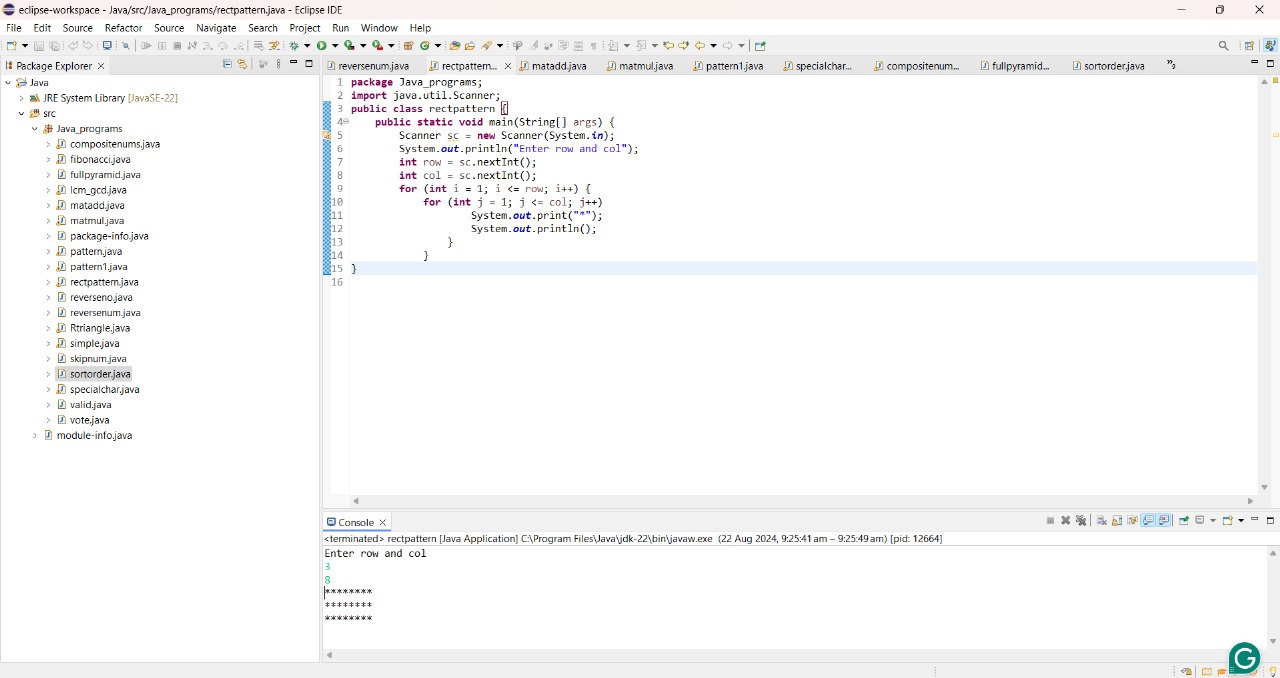 eclipse-workspace - Java/src/Java_programs/rectpattern.java - Eclipse IDE
File Edit Source Refactor Source Navigate Search Project Run Window Help
Package Explorer
Java
JRE System Library [JavaSE-22]
src
Java_programs
compositenums.java
fibonacci.java
fullpyramid.java
lcm_gcd.java
matadd.java
matmul.java
package-info.java
pattern.java
pattern1.java
rectpattern.java
reverseno.java
reversenum.java
Rtriangle.java
simple.java
skipnum.java
sortorder.java
specialchar.java
valid.java
vote.java
module-info.java
reversenum.java rectpattern... matadd.java matmul.java pattern1.java specialchar... compositenum... fullpyramid... sortorder.java »9
1 package Java_programs;
2 import java.util.Scanner;
3 public class rectpattern {
4 public static void main(String[] args) {
5 Scanner sc = new Scanner(System.in);
6 System.out.println("Enter row and col");
7 int row = sc.nextInt();
8 int col = sc.nextInt();
9 for (int i = 1; i <= row; i++) {
10 for (int j = 1; j <= col; j++)
11 System.out.print("*");
12 System.out.println();
13 }
14 }
15 }
16
Console
<terminated> rectpattern [Java Application] C:\Program Files\Java\jdk-22\bin\javaw.exe (22 Aug 2024, 9:25:41 am – 9:25:49 am) [pid: 12664]
Enter row and col
3
8
********
********
********